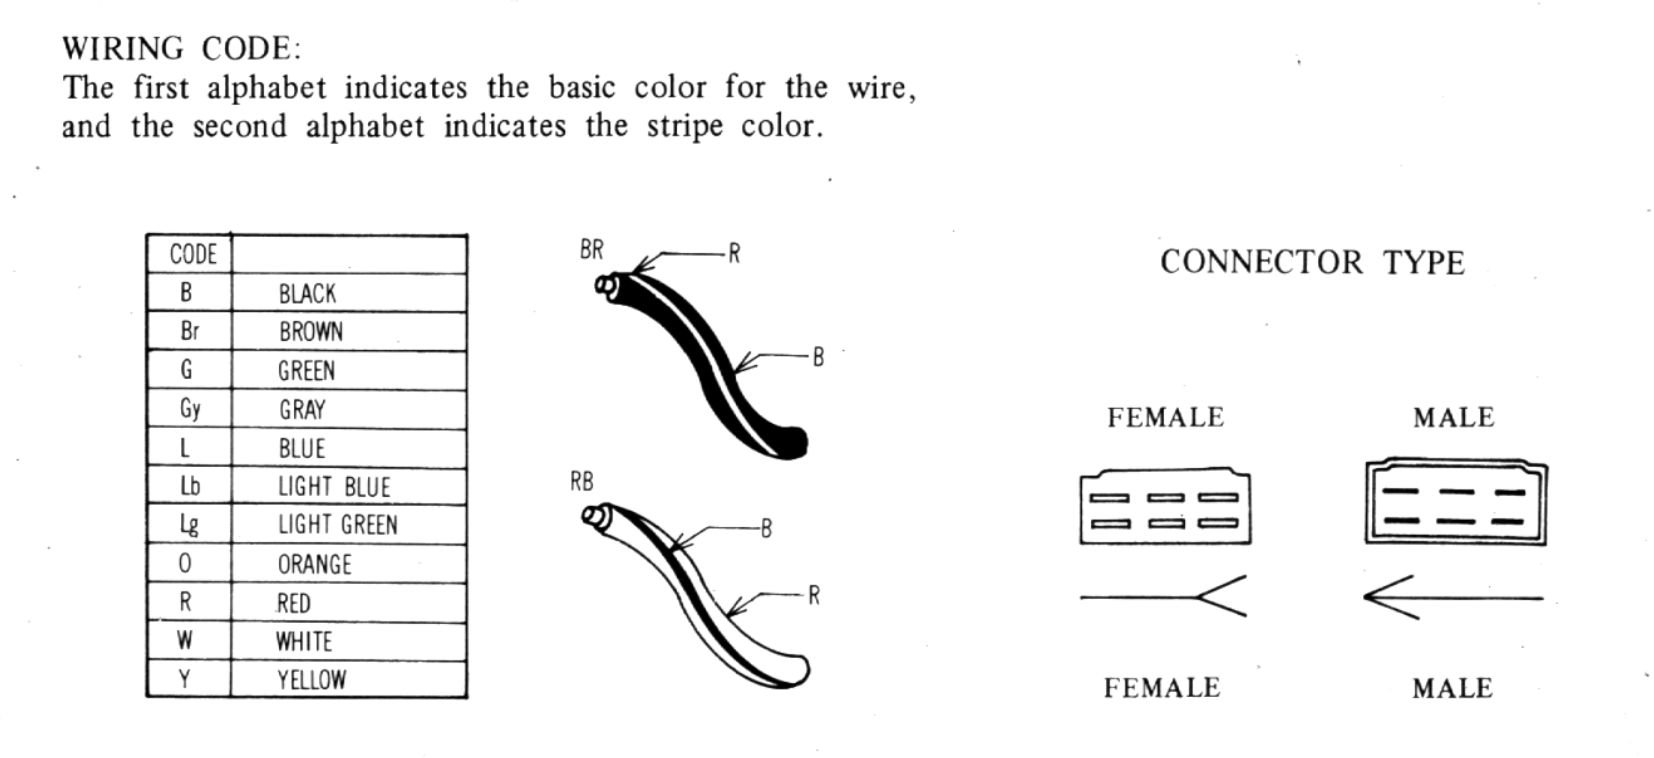 WIRING CODE:
The first alphabet indicates the basic color for the wire,
and the second alphabet indicates the stripe color.
CODE
B BLACK
Br BROWN
G GREEN
Gy GRAY
L BLUE
Lb LIGHT BLUE
Lg LIGHT GREEN
O ORANGE
R RED
W WHITE
Y YELLOW
BR
R
B
RB
B
R
CONNECTOR TYPE
FEMALE MALE
FEMALE MALE